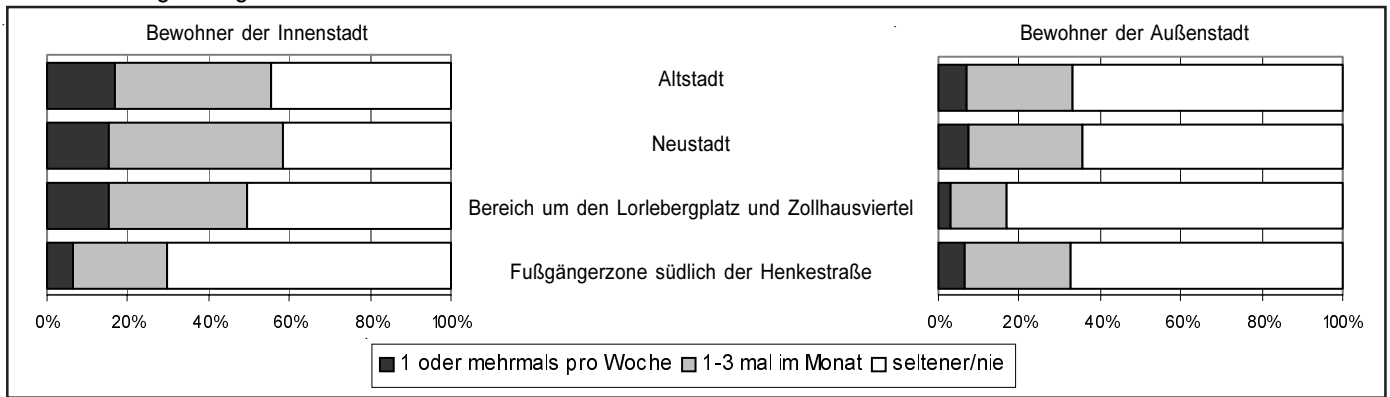 Bewohner der Innenstadt
Bewohner der Außenstadt
Altstadt
Neustadt
Bereich um den Lorlebergplatz und Zollhausviertel
Fußgängerzone südlich der Henkestraße
0% 20% 40% 60% 80% 100%
0% 20% 40% 60% 80% 100%
1 oder mehrmals pro Woche 1-3 mal im Monat seltener/nie